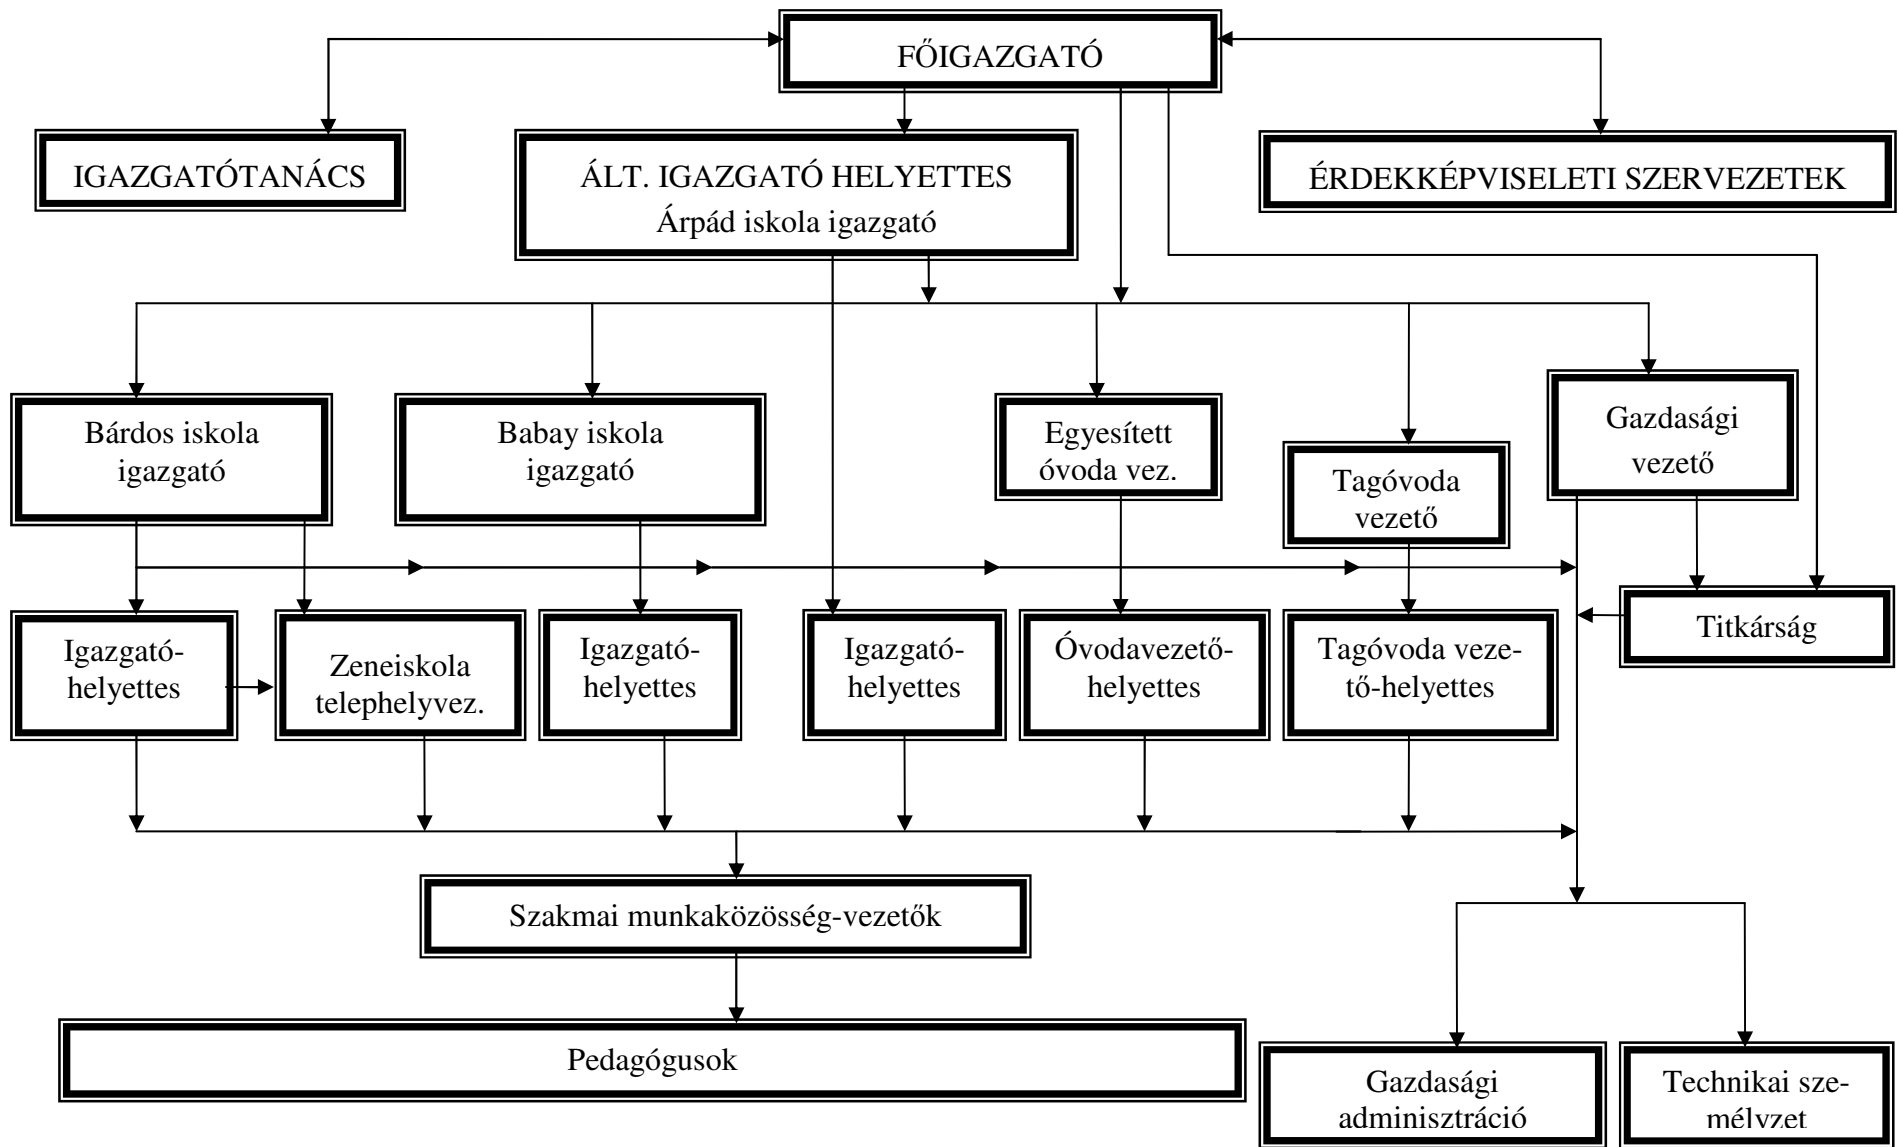 FŐIGAZGATÓ
IGAZGATÓTANÁCS
ÁLT. IGAZGATÓ HELYETTES
Árpád iskola igazgató
ÉRDEKKÉPVISELETI SZERVEZETEK
Bárdos iskola
igazgató
Babay iskola
igazgató
Egyesített
óvoda vez.
Tagóvoda
vezető
Gazdasági
vezető
Igazgató-
helyettes
Zeneiskola
telephelyvez.
Igazgató-
helyettes
Igazgató-
helyettes
Óvodavezető-
helyettes
Tagóvoda veze-
tő-helyettes
Titkárság
Szakmai munkaközösség-vezetők
Pedagógusok
Gazdasági
adminisztráció
Technikai sze-
mélyzet